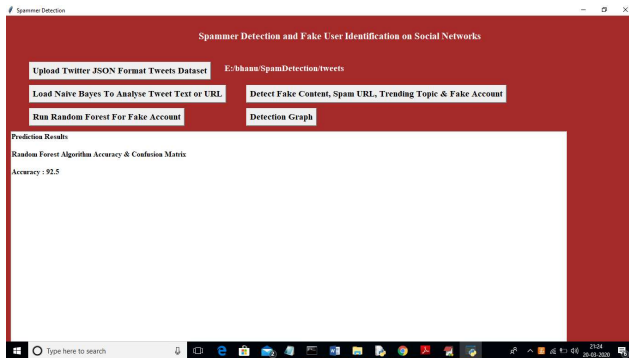 Spammer Detection
Spammer Detection and Fake User Identification on Social Networks
Upload Twitter JSON Format Tweets Dataset
E:/bhanu/SpamDetection/tweets
Load Naive Bayes To Analyse Tweet Text or URL
Detect Fake Content, Spam URL, Trending Topic & Fake Account
Run Random Forest For Fake Account
Detection Graph
Prediction Results
Random Forest Algorithm Accuracy & Confusion Matrix
Accuracy : 92.5
Type here to search
21:24
20-03-2020